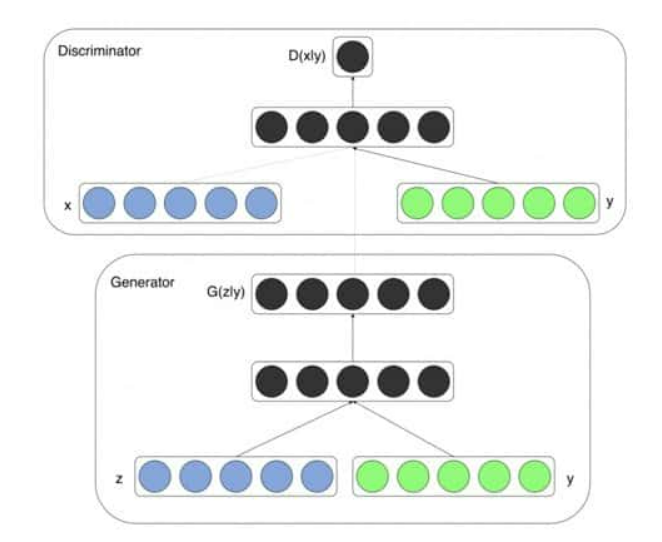 Discriminator
D(x|y)
x
y
Generator
G(z|y)
z
y